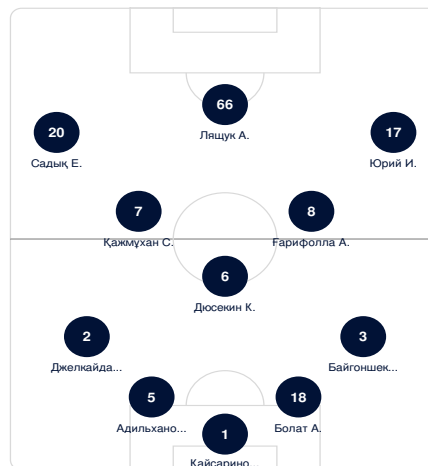 66
Лящук А.
20
Садық Е.
17
Юрий И.
7
Қажмұхан С.
8
Ғарифолла А.
6
Дюсекин К.
2
Джелкайда...
3
Байгоншек...
5
Адильхано...
18
Болат А.
1
Кайсарино...